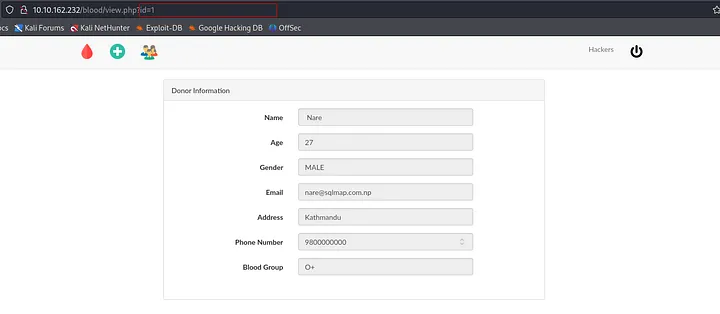 10.10.162.232/blood/view.php?id=1
ocs Kali Forums Kali NetHunter Exploit-DB Google Hacking DB OffSec
Hackers
Donor Information
Name Nare
Age 27
Gender MALE
Email nare@sqlmap.com.np
Address Kathmandu
Phone Number 9800000000
Blood Group O+